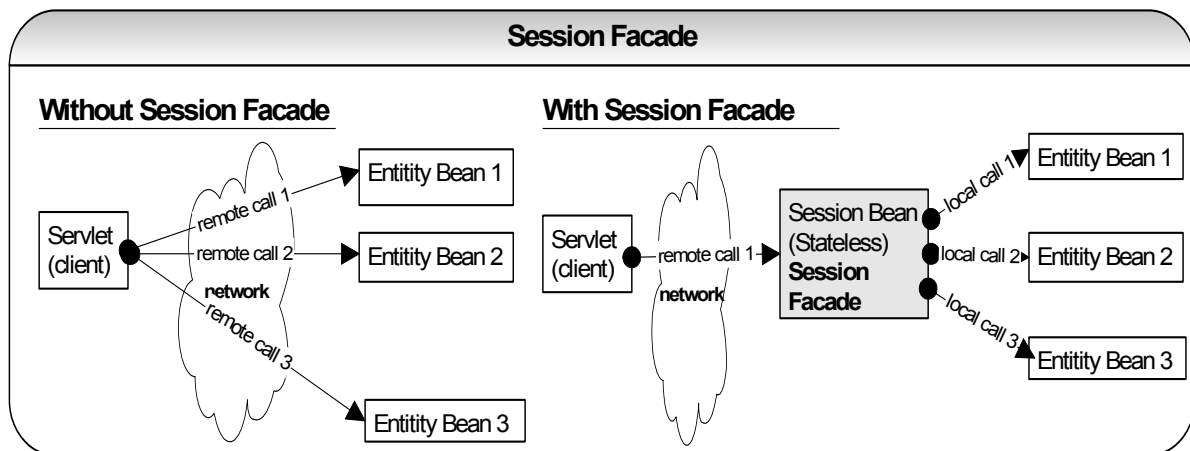 Session Facade
Without Session Facade
Servlet
(client)
remote call 1
remote call 2
remote call 3
network
Entitity Bean 1
Entitity Bean 2
Entitity Bean 3
With Session Facade
Servlet
(client)
remote call 1
network
Session Bean
(Stateless)
Session
Facade
local call 1
local call 2
local call 3
Entitity Bean 1
Entitity Bean 2
Entitity Bean 3